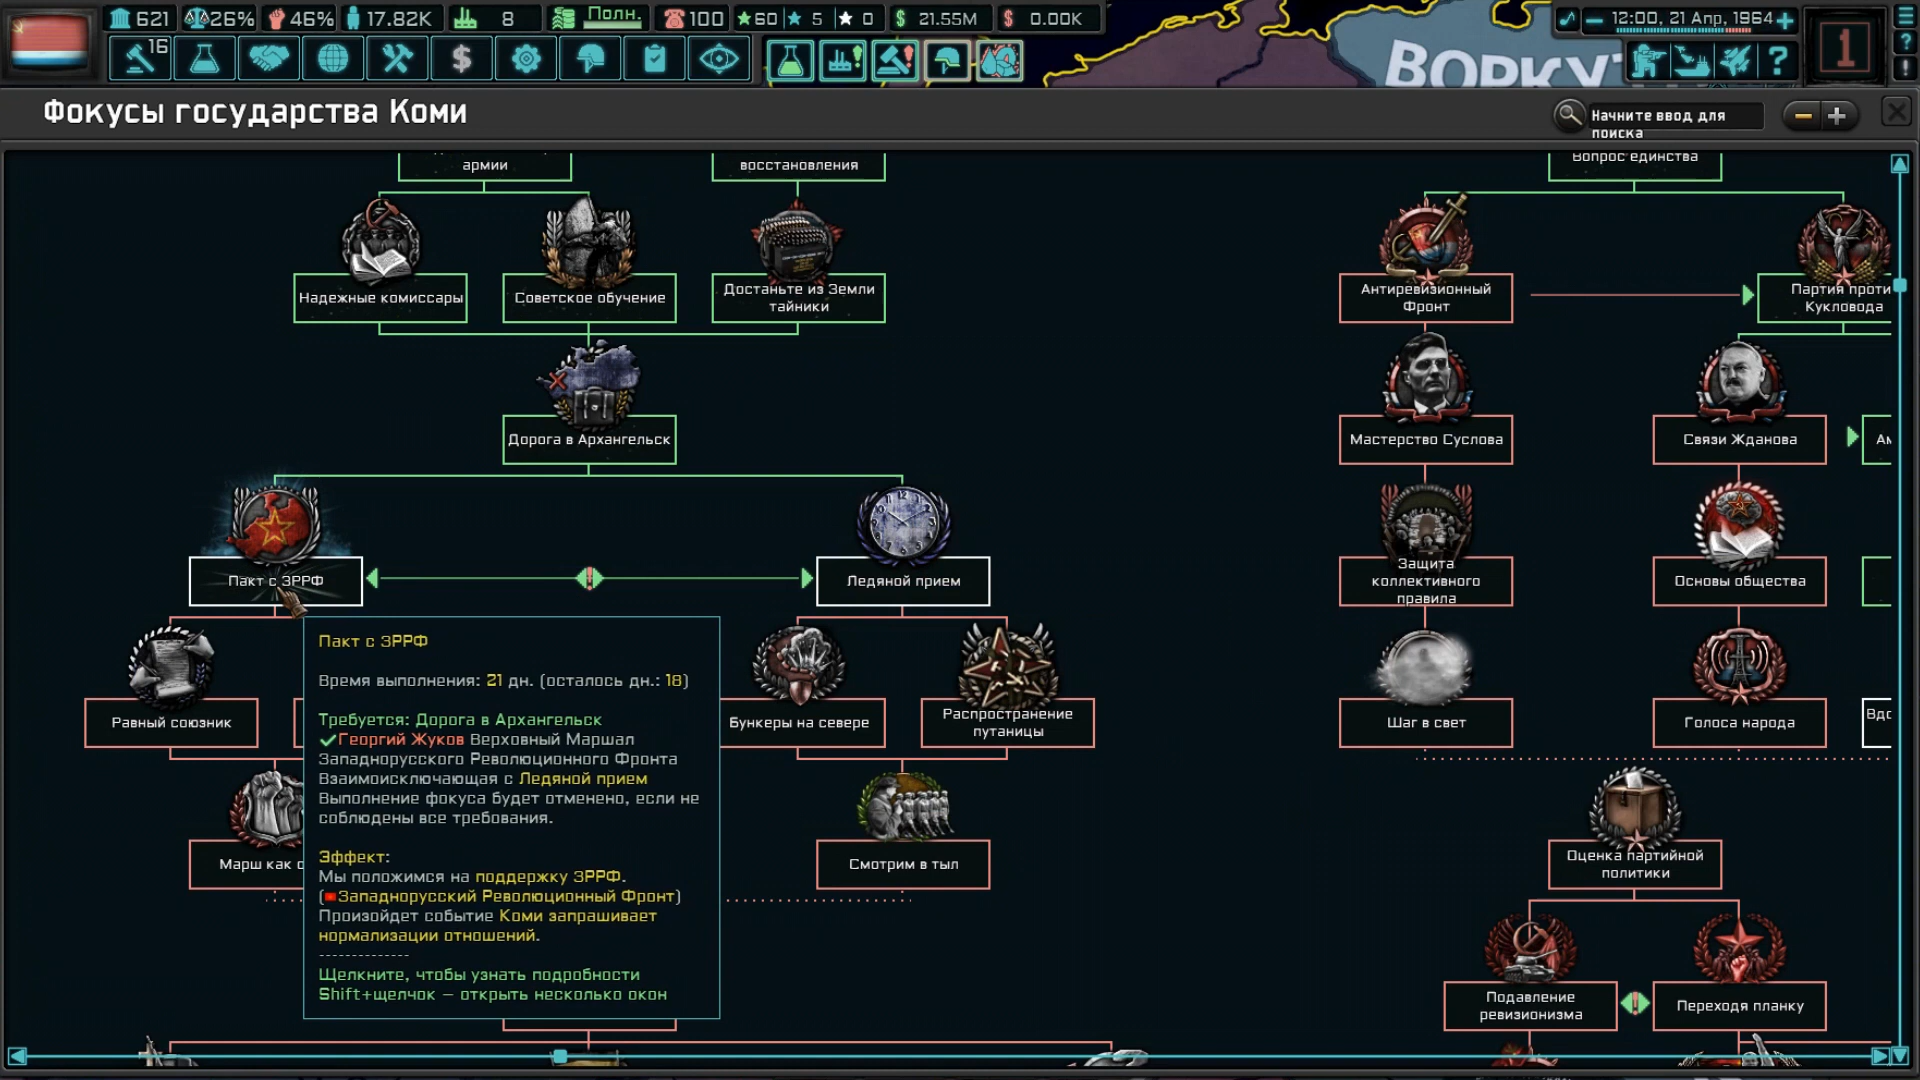 621
26%
46%
17.82K
8
Полн.
100
60
5
0
$ 21.55M
$ 0.00K
12:00, 21 Апр, 1964
16
1
ВОРКУ
Фокусы государства Коми
Начните ввод для
поиска
армии
восстановления
Вопрос единства
Надежные комиссары
Советское обучение
Достаньте из Земли
тайники
Антиревизионный
Фронт
Партия проти
Кукловода
Дорога в Архангельск
Мастерство Суслова
Связи Жданова
Пакт с ЗРРФ
Ледяной прием
Защита
коллективного
правила
Основы общества
Равный союзник
Бункеры на севере
Распространение
путаницы
Шаг в свет
Голоса народа
Вдо
Марш как о
Смотрим в тыл
Оценка партийной
политики
Подавление
ревизионизма
Переходя планку
Пакт с ЗРРФ
Время выполнения: 21 дн. (осталось дн.: 18)
Требуется: Дорога в Архангельск
Георгий Жуков Верховный Маршал
Западнорусского Революционного Фронта
Взаимоисключающая с Ледяной прием
Выполнение фокуса будет отменено, если не
соблюдены все требования.
Эффект:
Мы положимся на поддержку ЗРРФ.
(Западнорусский Революционный Фронт)
Произойдет событие Коми запрашивает
нормализации отношений.
--------------
Щелкните, чтобы узнать подробности
Shift+щелчок – открыть несколько окон